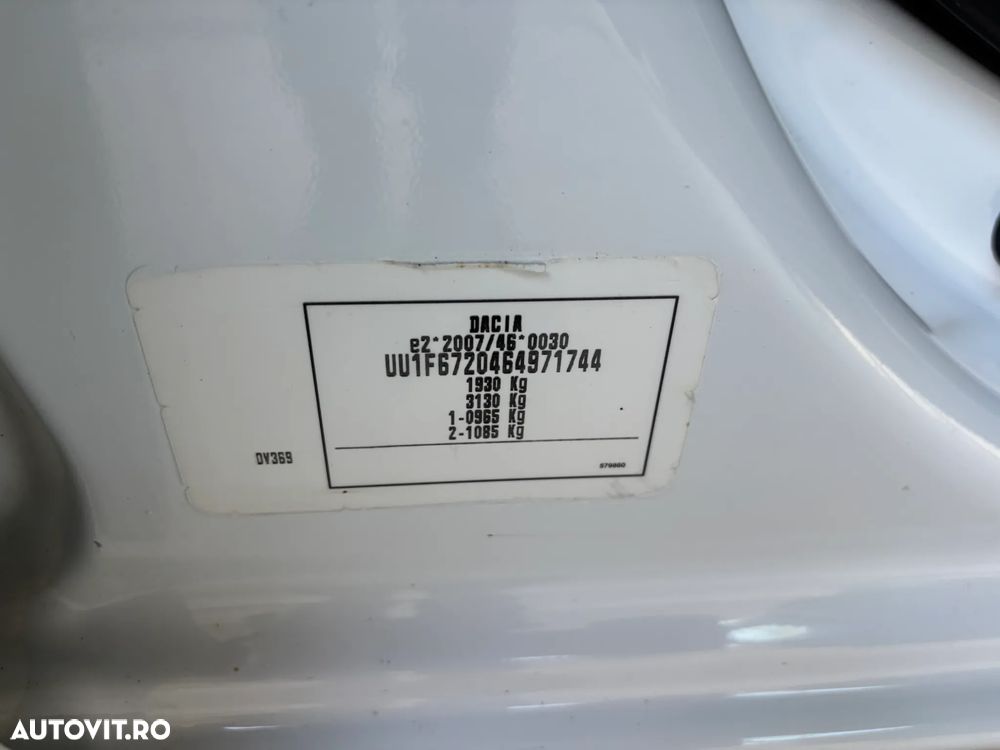 DACIA
e2*2007/46*0030
UU1F6720464971744
1930 Kg
3130 Kg
1-0965 Kg
2-1085 Kg
DV369
579860
AUTOVIT.RO